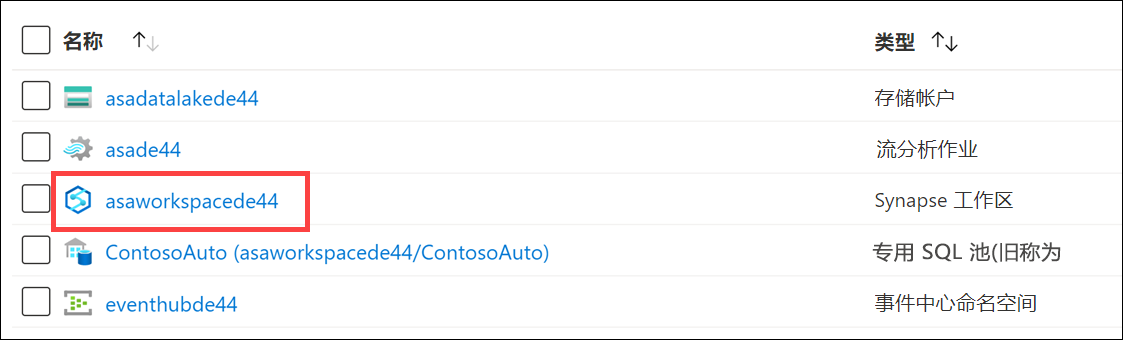 名称 ↑↓ 类型 ↑↓
asadatalakede44 存储帐户
asade44 流分析作业
asaworkspacede44 Synapse 工作区
ContosoAuto (asaworkspacede44/ContosoAuto) 专用 SQL 池(旧称为
eventhubde44 事件中心命名空间